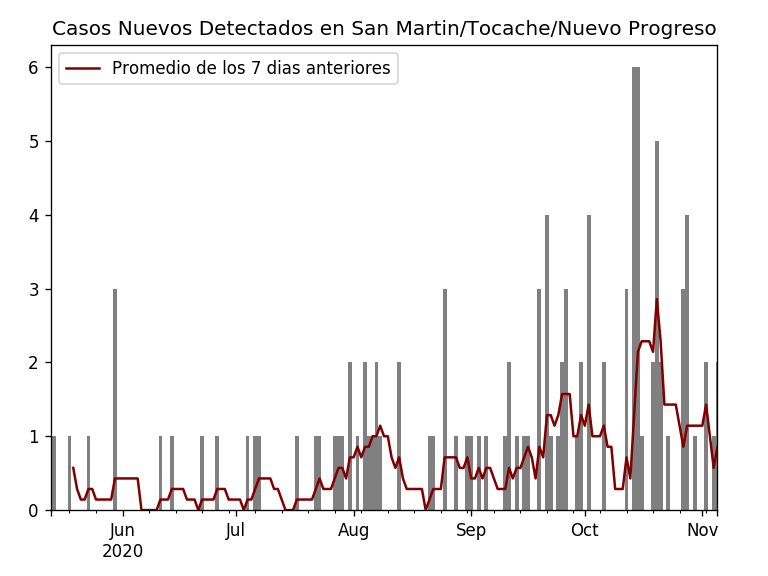 Casos Nuevos Detectados en San Martin/Tocache/Nuevo Progreso
Promedio de los 7 dias anteriores
6
5
4
3
2
1
0
Jun Jul Aug Sep Oct Nov
2020